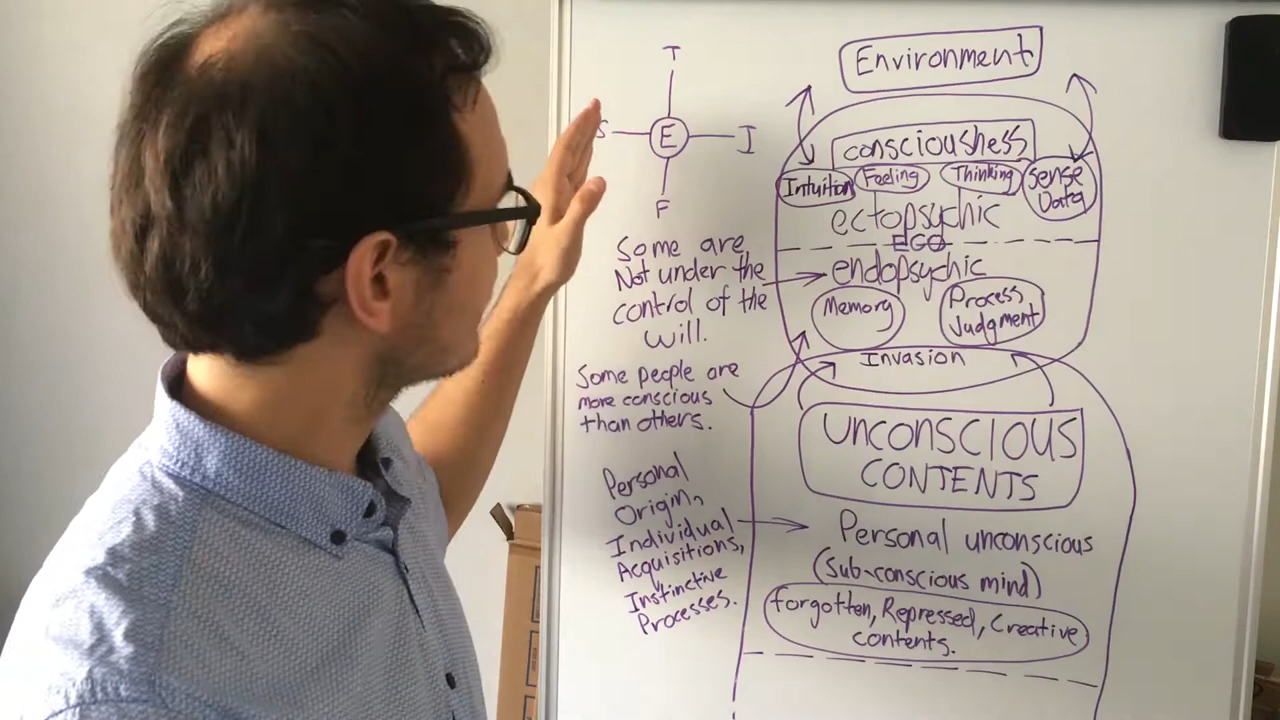 T
S E I
F
Environment
consciousness
Intuition Feeling Thinking Sense
Data
ectopsychic
EGO
endopsychic
Memory
Process
Judgment
Invasion
Some are
Not under the
control of the
will.
Some people are
more conscious
than others.
UNCONSCIOUS
CONTENTS
Personal
Origin,
Individual
Acquisitions,
Instinctive
Processes.
Personal unconscious
(sub-conscious mind)
forgotten, Repressed, Creative
contents.